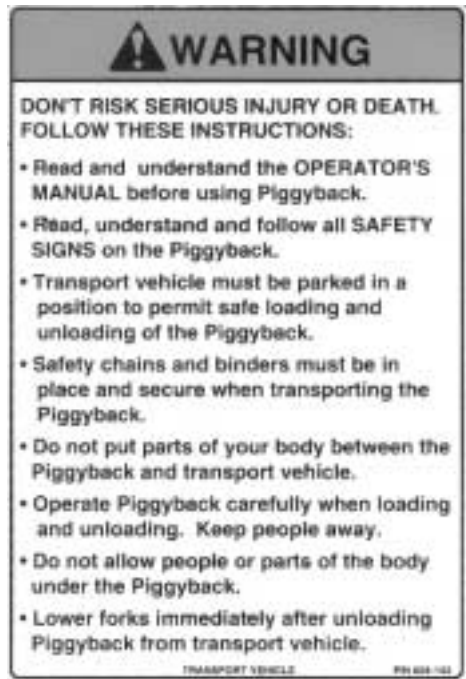 WARNING
DON'T RISK SERIOUS INJURY OR DEATH.
FOLLOW THESE INSTRUCTIONS:
• Read and understand the OPERATOR'S
MANUAL before using Piggyback.
• Read, understand and follow all SAFETY
SIGNS on the Piggyback.
• Transport vehicle must be parked in a
position to permit safe loading and
unloading of the Piggyback.
• Safety chains and binders must be in
place and secure when transporting the
Piggyback.
• Do not put parts of your body between the
Piggyback and transport vehicle.
• Operate Piggyback carefully when loading
and unloading. Keep people away.
• Do not allow people or parts of the body
under the Piggyback.
• Lower forks immediately after unloading
Piggyback from transport vehicle.
TRANSPORT VEHICLE P/N